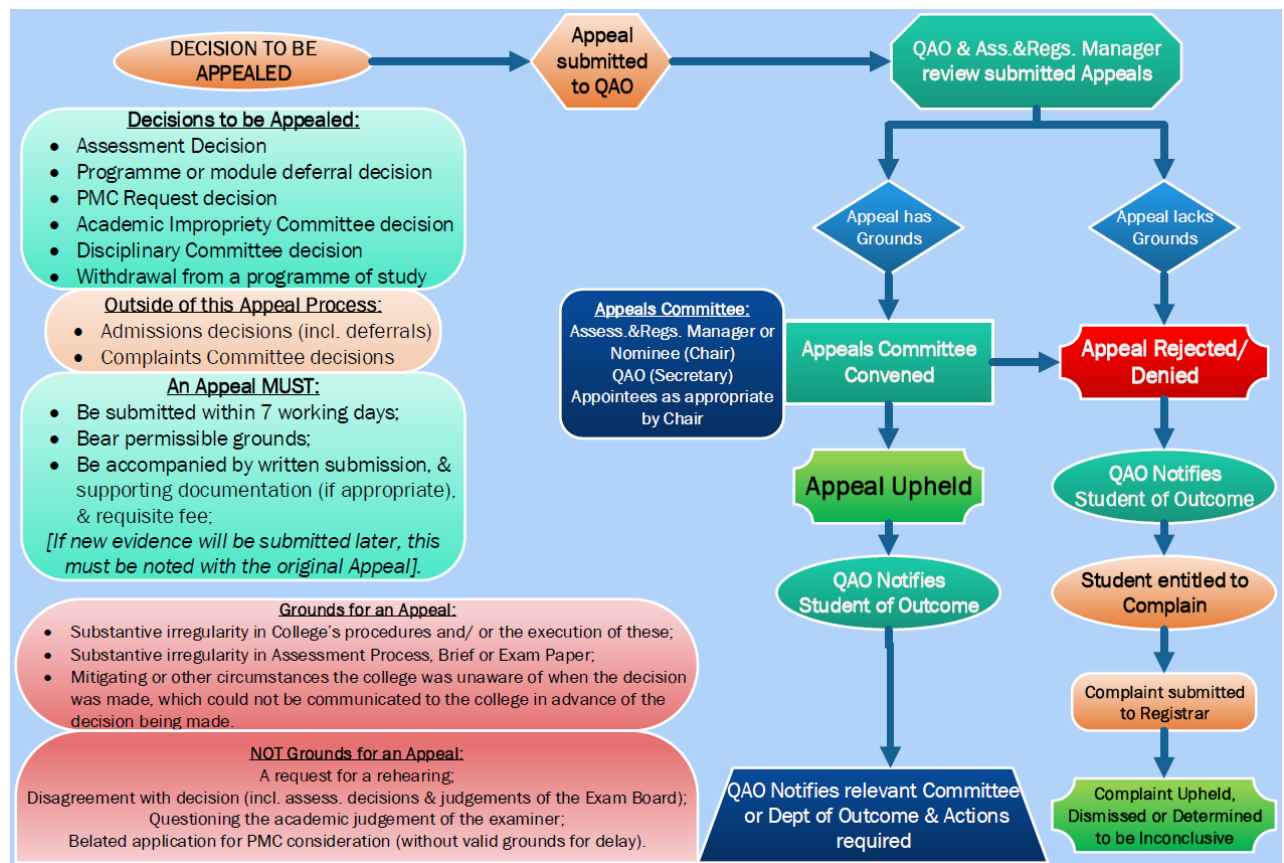 DECISION TO BE
APPEALED
Appeal
submitted
to QAO
QAO & Ass.&Regs. Manager
review submitted Appeals
Decisions to be Appealed:
• Assessment Decision
• Programme or module deferral decision
• PMC Request decision
• Academic Impropriety Committee decision
• Disciplinary Committee decision
• Withdrawal from a programme of study
Outside of this Appeal Process:
• Admissions decisions (incl. deferrals)
• Complaints Committee decisions
An Appeal MUST:
• Be submitted within 7 working days;
• Bear permissible grounds;
• Be accompanied by written submission, &
supporting documentation (if appropriate),
& requisite fee;
[If new evidence will be submitted later, this
must be noted with the original Appeal].
Grounds for an Appeal:
• Substantive irregularity in College's procedures and/ or the execution of these;
• Substantive irregularity in Assessment Process, Brief or Exam Paper;
• Mitigating or other circumstances the college was unaware of when the decision
was made, which could not be communicated to the college in advance of the
decision being made.
NOT Grounds for an Appeal:
A request for a rehearing;
Disagreement with decision (incl. assess. decisions & judgements of the Exam Board);
Questioning the academic judgement of the examiner;
Belated application for PMC consideration (without valid grounds for delay).
Appeal has
Grounds
Appeal lacks
Grounds
Appeals Committee:
Assess.&Regs. Manager or
Nominee (Chair)
QAO (Secretary)
Appointees as appropriate
by Chair
Appeals Committee
Convened
Appeal Rejected/
Denied
Appeal Upheld
QAO Notifies
Student of Outcome
QAO Notifies
Student of Outcome
Student entitled to
Complain
Complaint submitted
to Registrar
QAO Notifies relevant Committee
or Dept of Outcome & Actions
required
Complaint Upheld,
Dismissed or Determined
to be Inconclusive